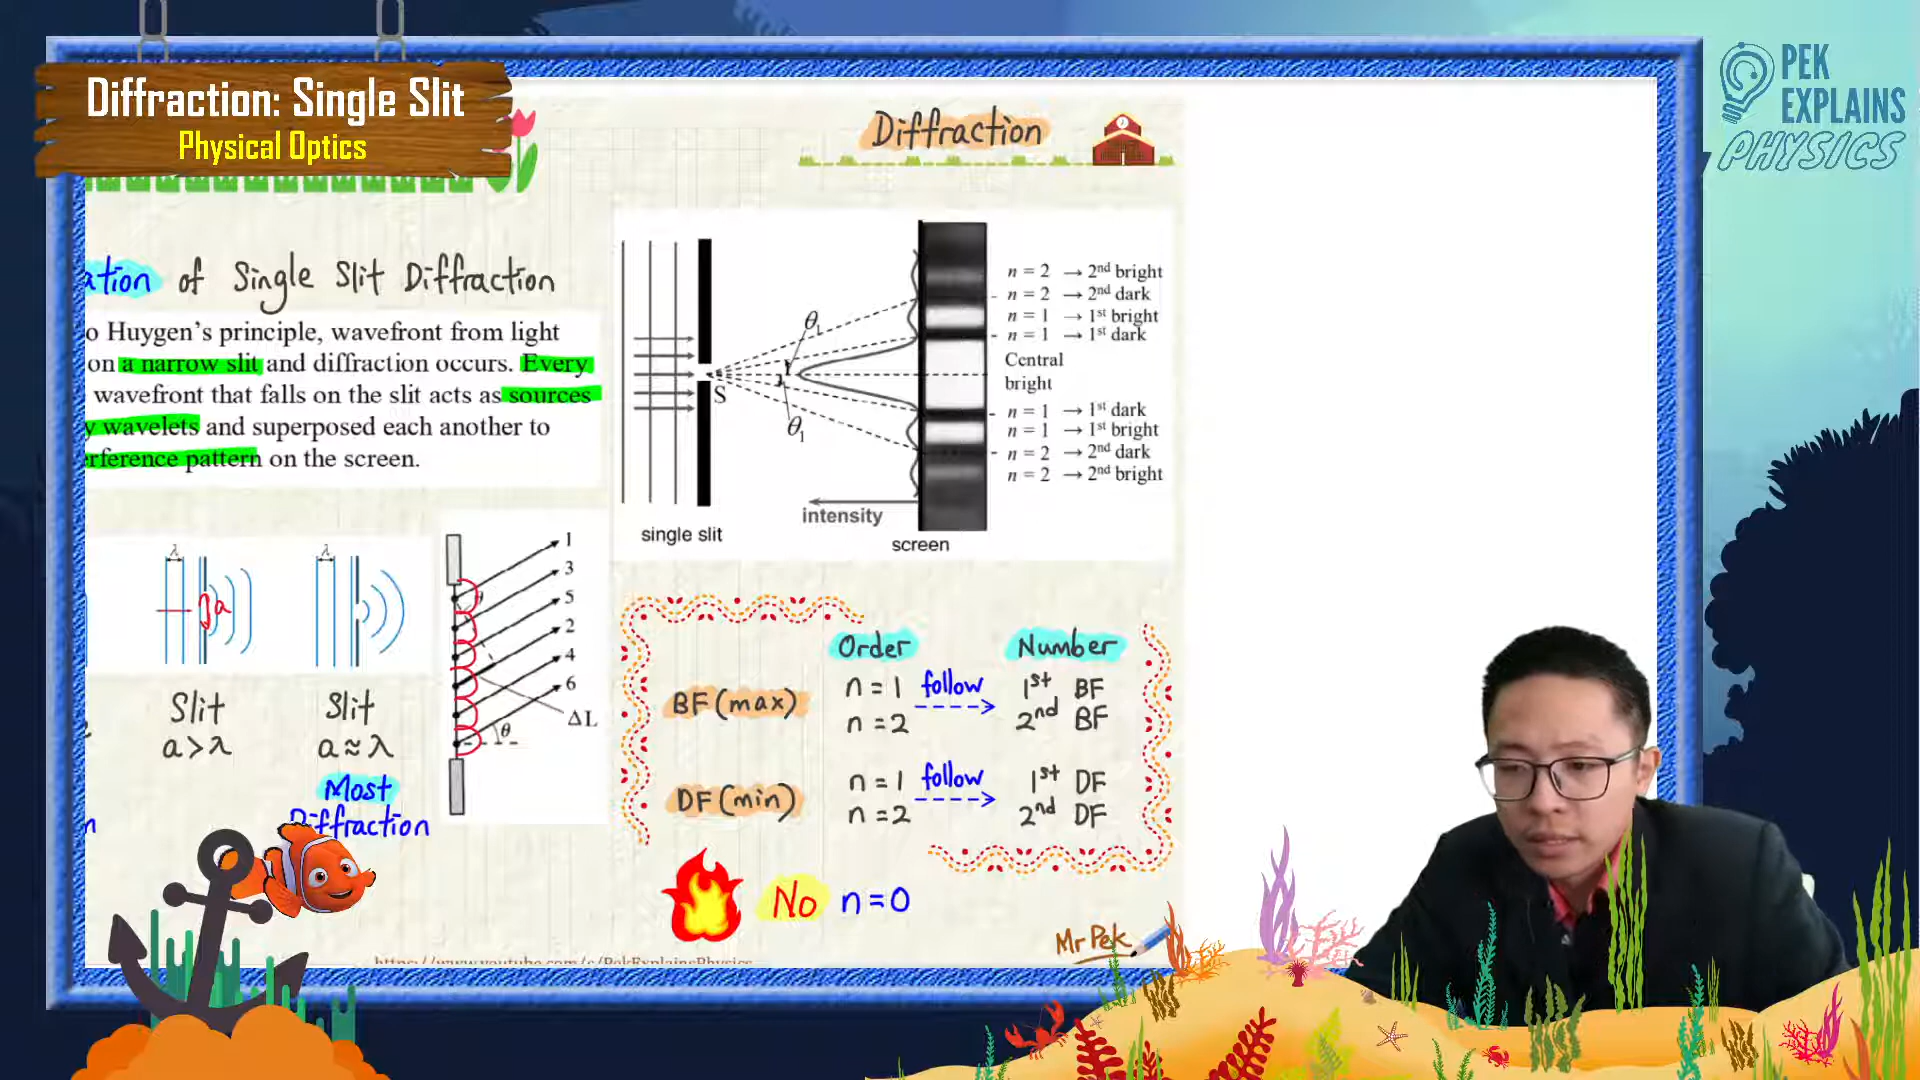 Diffraction: Single Slit
Physical Optics
PEK
EXPLAINS
PHYSICS
Diffraction
ation of Single Slit Diffraction
o Huygen's principle, wavefront from light
on a narrow slit and diffraction occurs. Every
wavefront that falls on the slit acts as sources
y wavelets and superposed each another to
erference pattern on the screen.
λ
a
Slit
a > λ
λ
Slit
a ≈ λ
Most
Diffraction
n
1
3
5
2
4
6
ΔL
θ
θ₁
θ₁
S
single slit
intensity
screen
n = 2 → 2nd bright
n = 2 → 2nd dark
n = 1 → 1st bright
n = 1 → 1st dark
Central
bright
n = 1 → 1st dark
n = 1 → 1st bright
n = 2 → 2nd dark
n = 2 → 2nd bright
Order Number
BF (max) n = 1 follow 1st BF
n = 2 2nd BF
DF (min) n = 1 follow 1st DF
n = 2 2nd DF
No n = 0
Mr Pek